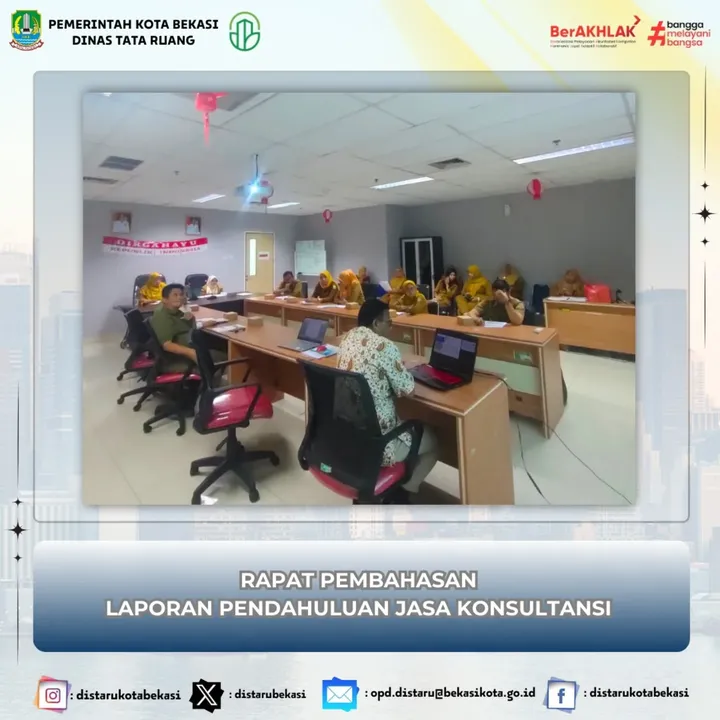 PEMERINTAH KOTA BEKASI
DINAS TATA RUANG
BerAKHLAK
#bangga
melayani
bangsa
DIRGAHAYU
RAPAT PEMBAHASAN
LAPORAN PENDAHULUAN JASA KONSULTANSI
: distarukotabekasi
: distarubekasi
: opd.distaru@bekasikota.go.id
: distarukotabekasi